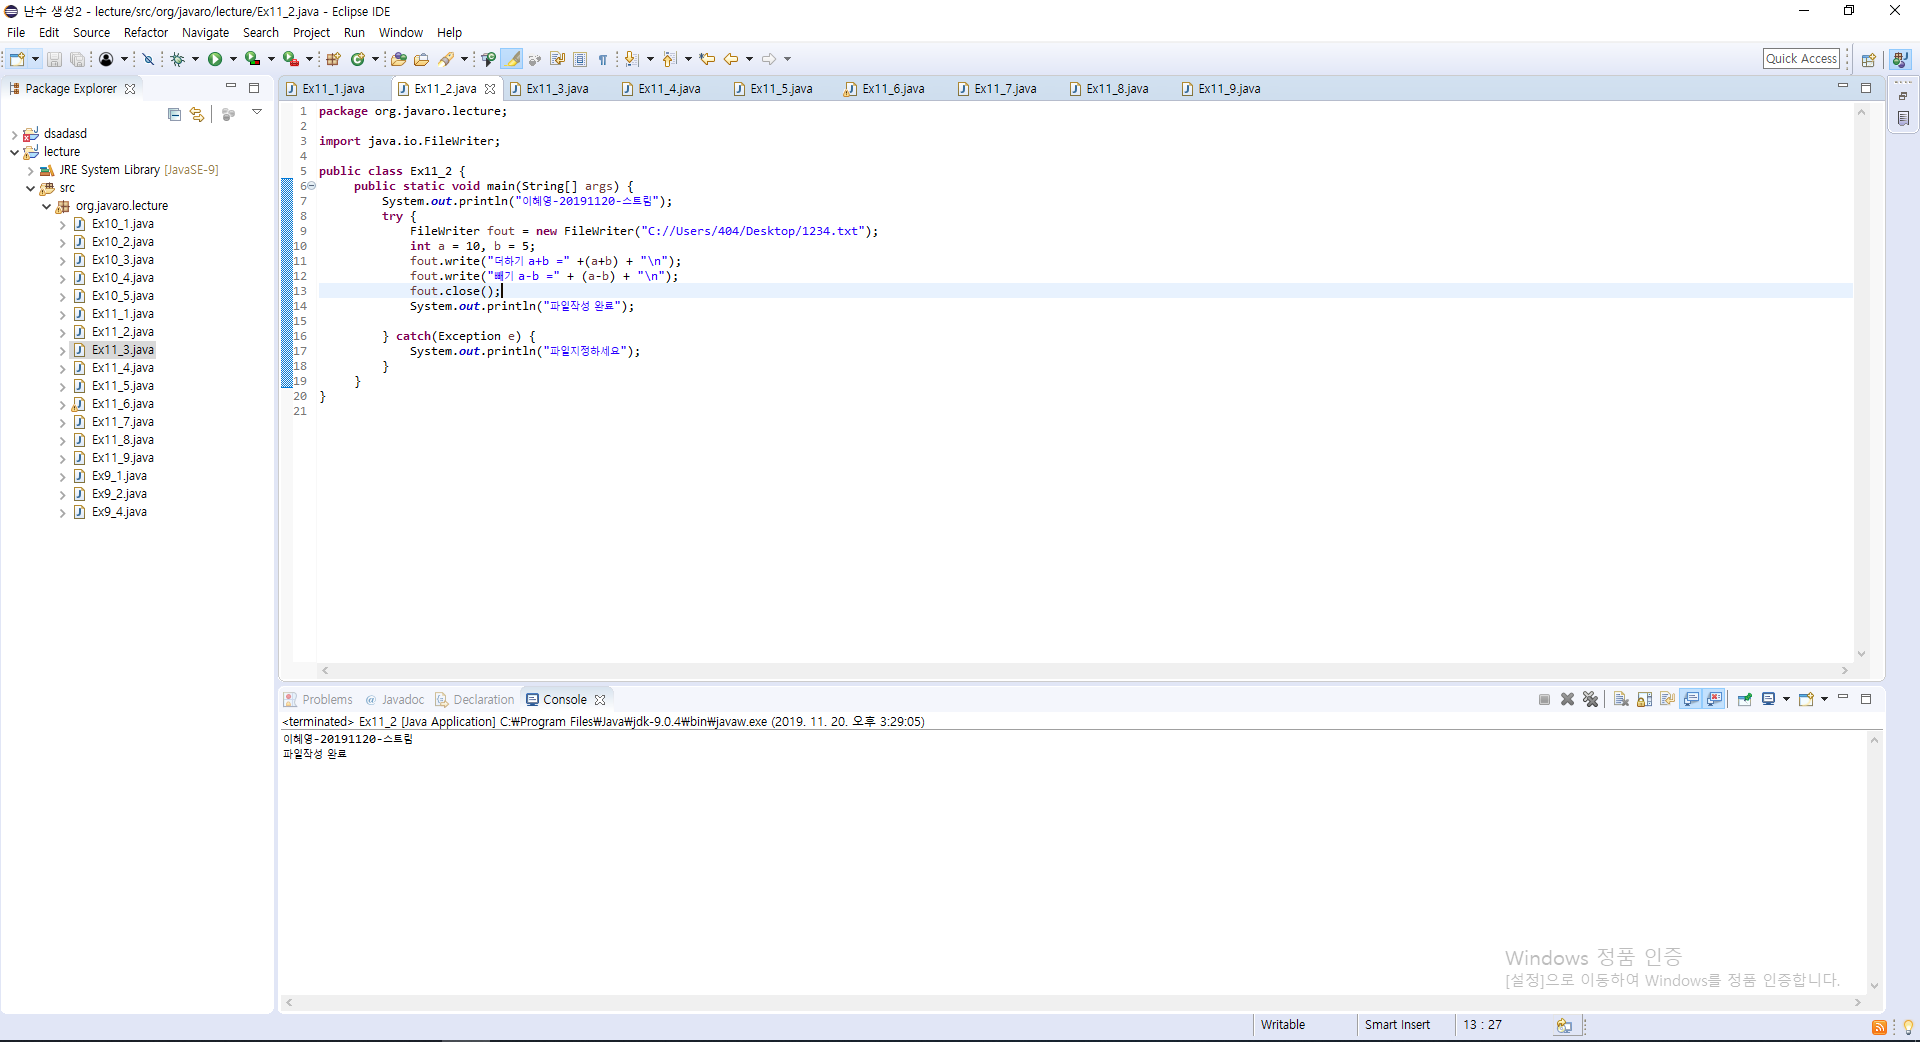 난수 생성2 - lecture/src/org/javaro/lecture/Ex11_2.java - Eclipse IDE
File Edit Source Refactor Navigate Search Project Run Window Help
Quick Access
Package Explorer
dsadasd
lecture
JRE System Library [JavaSE-9]
src
org.javaro.lecture
Ex10_1.java
Ex10_2.java
Ex10_3.java
Ex10_4.java
Ex10_5.java
Ex11_1.java
Ex11_2.java
Ex11_3.java
Ex11_4.java
Ex11_5.java
Ex11_6.java
Ex11_7.java
Ex11_8.java
Ex11_9.java
Ex9_1.java
Ex9_2.java
Ex9_4.java
Ex11_1.java Ex11_2.java Ex11_3.java Ex11_4.java Ex11_5.java Ex11_6.java Ex11_7.java Ex11_8.java Ex11_9.java
1 package org.javaro.lecture;
2
3 import java.io.FileWriter;
4
5 public class Ex11_2 {
6 public static void main(String[] args) {
7 System.out.println("이혜영-20191120-스트림");
8 try {
9 FileWriter fout = new FileWriter("C://Users/404/Desktop/1234.txt");
10 int a = 10, b = 5;
11 fout.write("더하기 a+b =" +(a+b) + "\n");
12 fout.write("빼기 a-b =" + (a-b) + "\n");
13 fout.close();
14 System.out.println("파일작성 완료");
15
16 } catch(Exception e) {
17 System.out.println("파일지정하세요");
18 }
19 }
20 }
21
Problems @ Javadoc Declaration Console
<terminated> Ex11_2 [Java Application] C:₩Program Files₩Java₩jdk-9.0.4₩bin₩javaw.exe (2019. 11. 20. 오후 3:29:05)
이혜영-20191120-스트림
파일작성 완료
Windows 정품 인증
[설정]으로 이동하여 Windows를 정품 인증합니다.
Writable Smart Insert 13 : 27